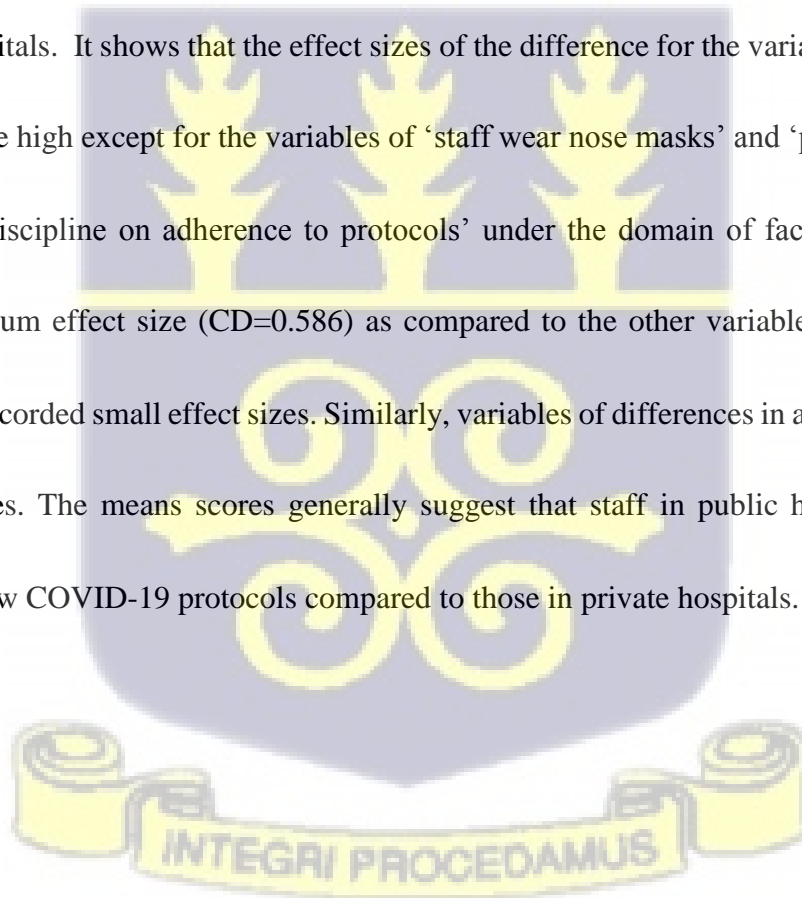 itals. It shows that the effect sizes of the difference for the varia
e high except for the variables of ‘staff wear nose masks’ and ‘p
iscipline on adherence to protocols’ under the domain of fac
um effect size (CD=0.586) as compared to the other variable
corded small effect sizes. Similarly, variables of differences in a
es. The means scores generally suggest that staff in public h
w COVID-19 protocols compared to those in private hospitals.
INTEGRI PROCEDAMUS